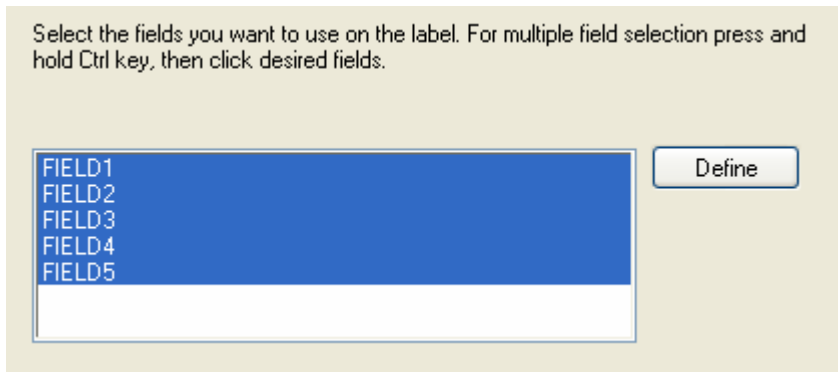 Select the fields you want to use on the label. For multiple field selection press and
hold Ctrl key, then click desired fields.
FIELD1
Define
FIELD2
FIELD3
FIELD4
FIELD5